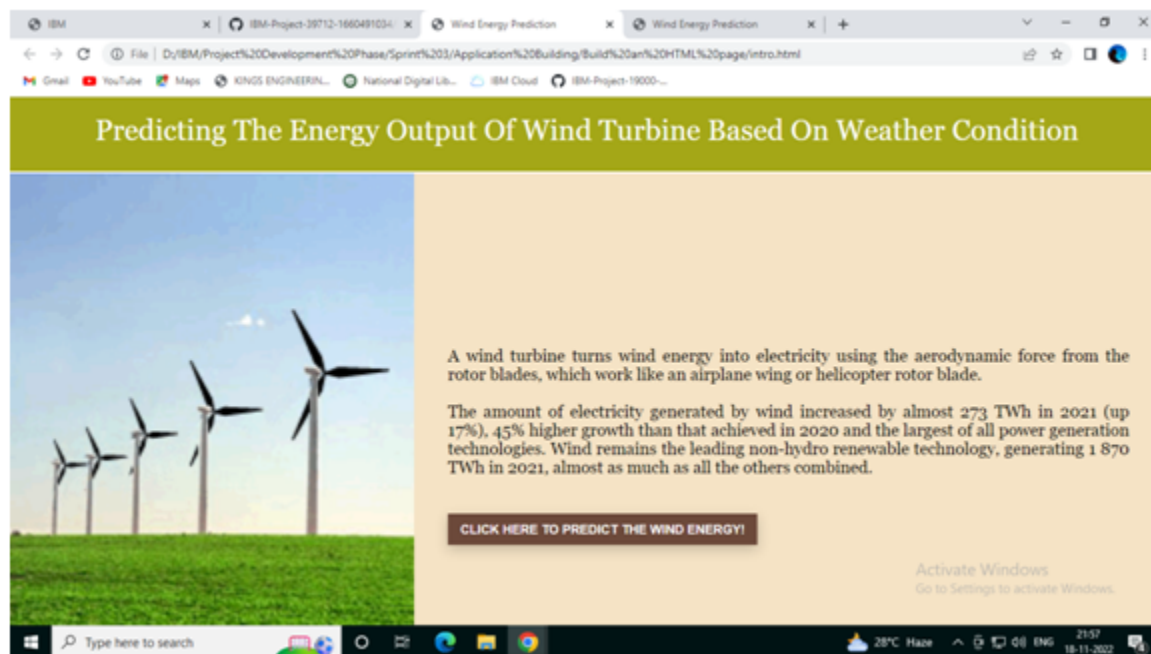 IBM
IBM-Project-39712-1660491034/
Wind Energy Prediction
Wind Energy Prediction
File | D:/IBM/Project%20Development%20Phase/Sprint%203/Application%20Building/Build%20an%20HTML%20page/intro.html
Gmail YouTube Maps KINGS ENGINEERIN... National Digital Lib... IBM Cloud IBM-Project-19000-...
Predicting The Energy Output Of Wind Turbine Based On Weather Condition
A wind turbine turns wind energy into electricity using the aerodynamic force from the
rotor blades, which work like an airplane wing or helicopter rotor blade.
The amount of electricity generated by wind increased by almost 273 TWh in 2021 (up
17%), 45% higher growth than that achieved in 2020 and the largest of all power generation
technologies. Wind remains the leading non-hydro renewable technology, generating 1 870
TWh in 2021, almost as much as all the others combined.
CLICK HERE TO PREDICT THE WIND ENERGY!
Activate Windows
Go to Settings to activate Windows.
Type here to search
28°C Haze
ENG
21:57
18-11-2022